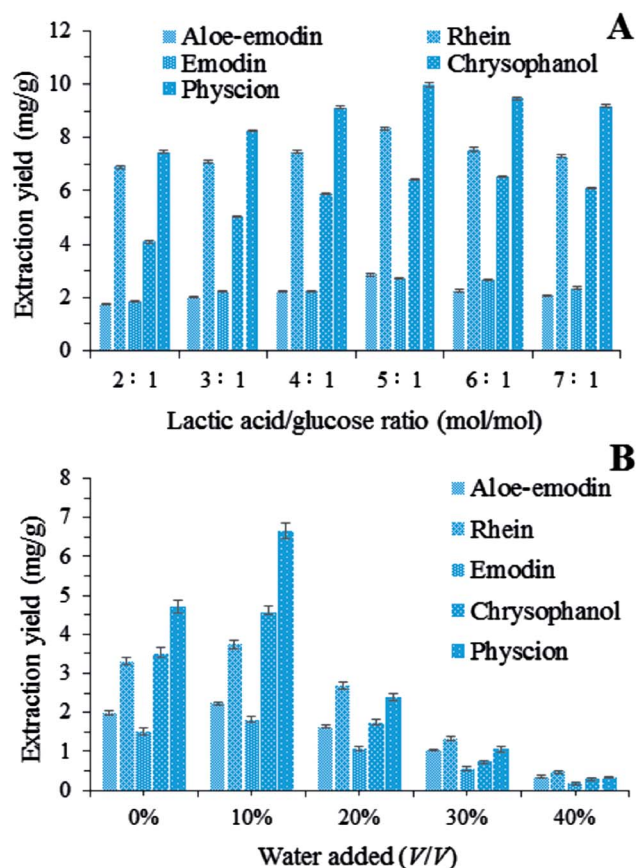 A
Aloe-emodin Rhein
Emodin Chrysophanol
Physcion
Extraction yield (mg/g)
12
10
8
6
4
2
0
2：1 3：1 4：1 5：1 6：1 7：1
Lactic acid/glucose ratio (mol/mol)
B
Aloe-emodin
Rhein
Emodin
Chrysophanol
Physcion
Extraction yield (mg/g)
8
7
6
5
4
3
2
1
0
0% 10% 20% 30% 40%
Water added (V/V)